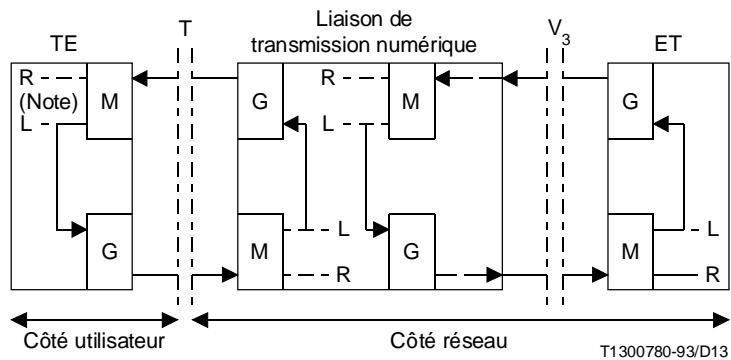 TE
T
Liaison de
transmission numérique
V3
ET
R
(Note)
L
M
G
R
L
M
G
G
M
L
R
G
M
L
R
Côté utilisateur
Côté réseau
T1300780-93/D13